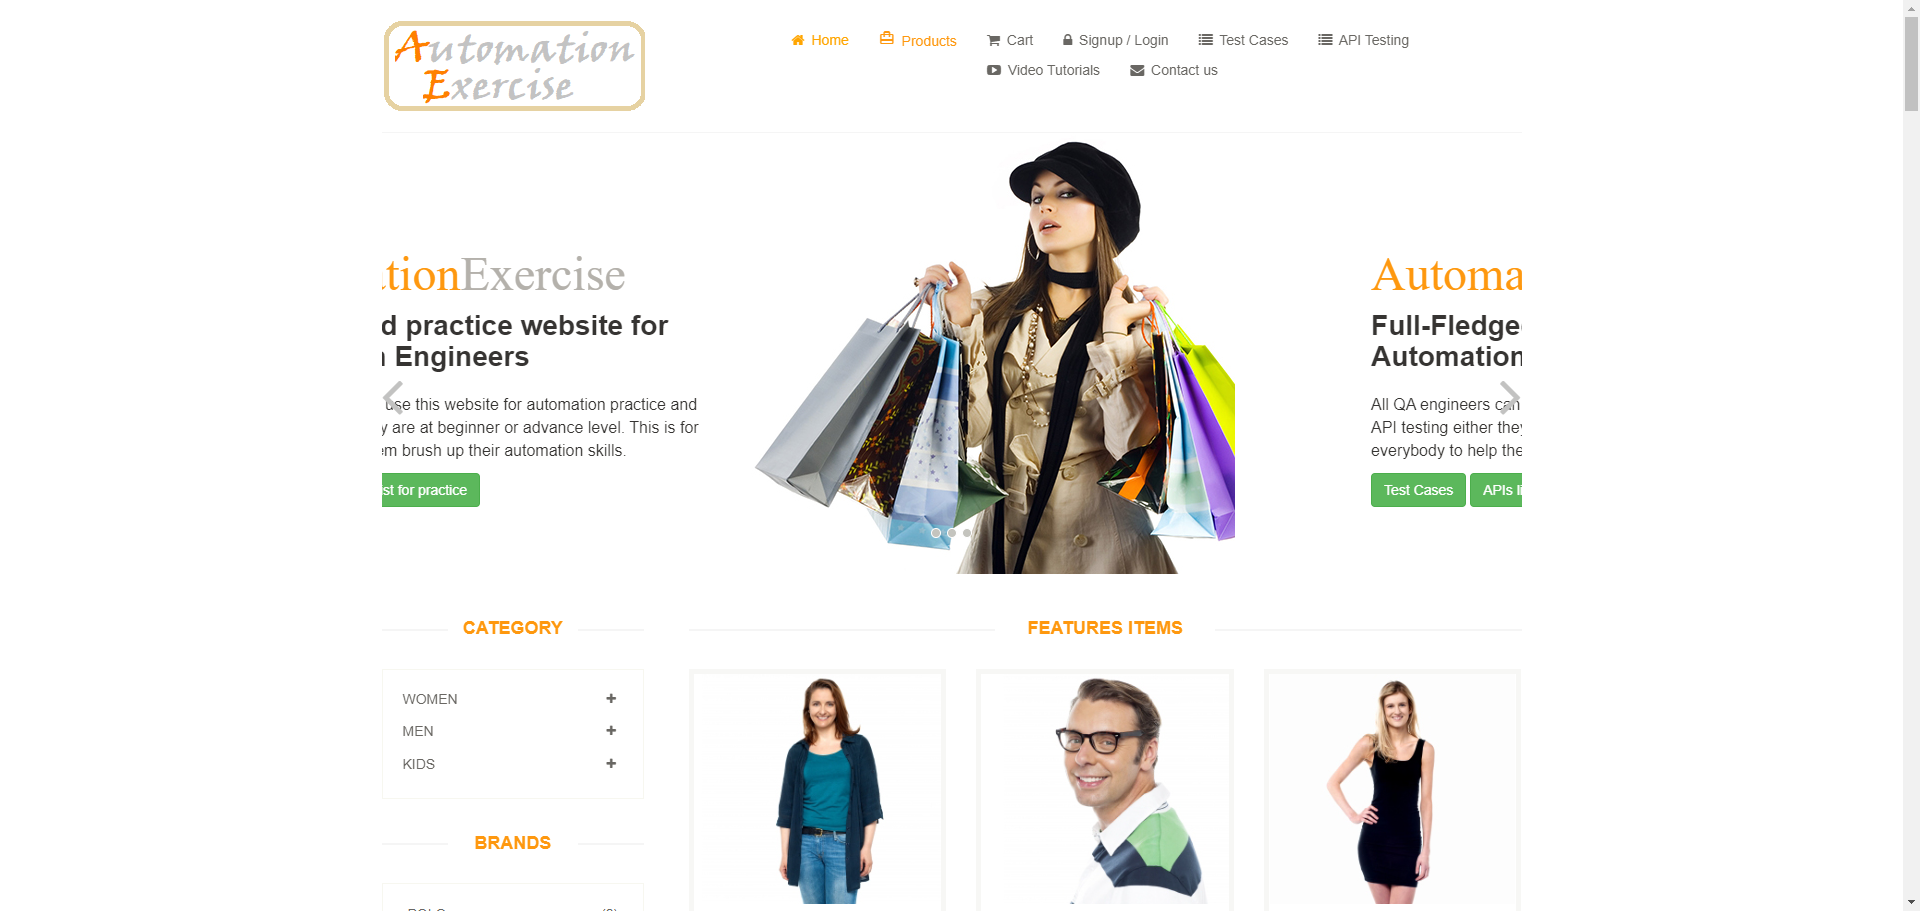 Automation
Exercise
Home
Products
Cart
Signup / Login
Test Cases
API Testing
Video Tutorials
Contact us
tionExercise
d practice website for
Engineers
use this website for automation practice and
y are at beginner or advance level. This is for
em brush up their automation skills.
st for practice
Automa
Full-Fledge
Automation
All QA engineers can
API testing either they
everybody to help the
Test Cases
APIs li
CATEGORY
WOMEN
MEN
KIDS
BRANDS
FEATURES ITEMS